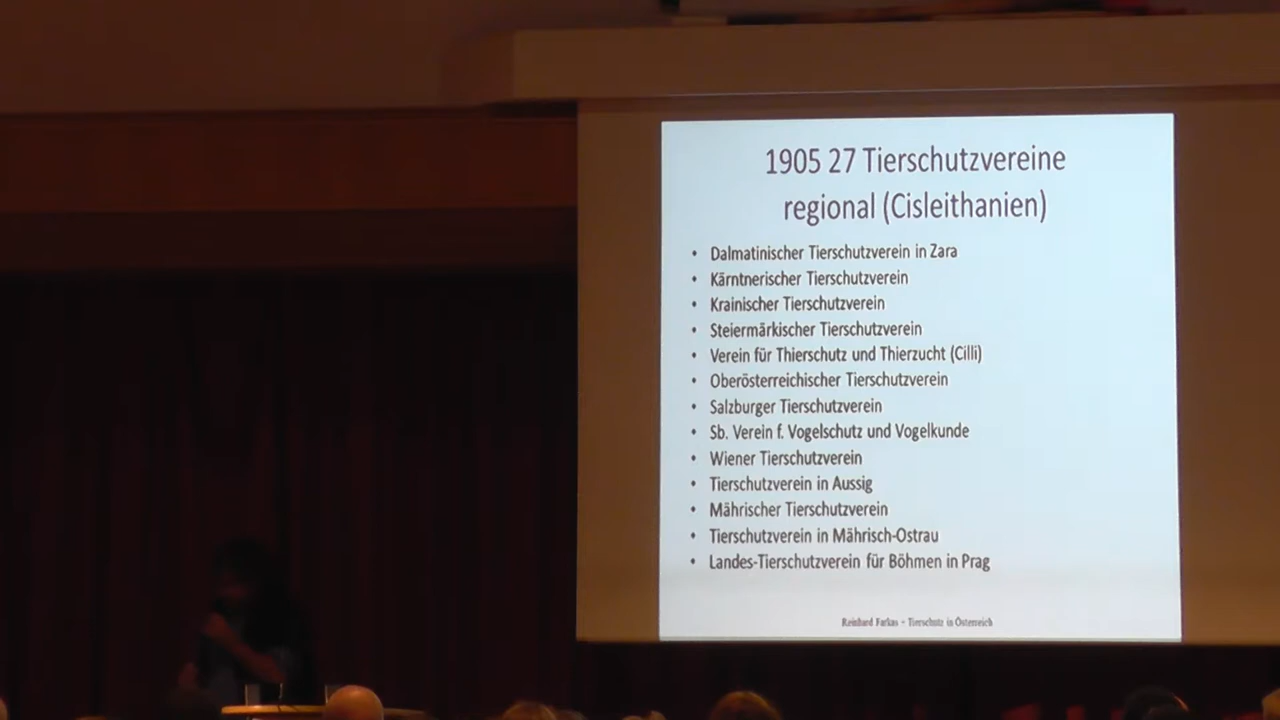 1905 27 Tierschutzvereine
regional (Cisleithanien)
• Dalmatinischer Tierschutzverein in Zara
• Kärntnerischer Tierschutzverein
• Krainischer Tierschutzverein
• Steiermärkischer Tierschutzverein
• Verein für Thierschutz und Thierzucht (Cilli)
• Oberösterreichischer Tierschutzverein
• Salzburger Tierschutzverein
• Sb. Verein f. Vogelschutz und Vogelkunde
• Wiener Tierschutzverein
• Tierschutzverein in Aussig
• Mährischer Tierschutzverein
• Tierschutzverein in Mährisch-Ostrau
• Landes-Tierschutzverein für Böhmen in Prag
Reinhard Farkas - Tierschutz in Österreich